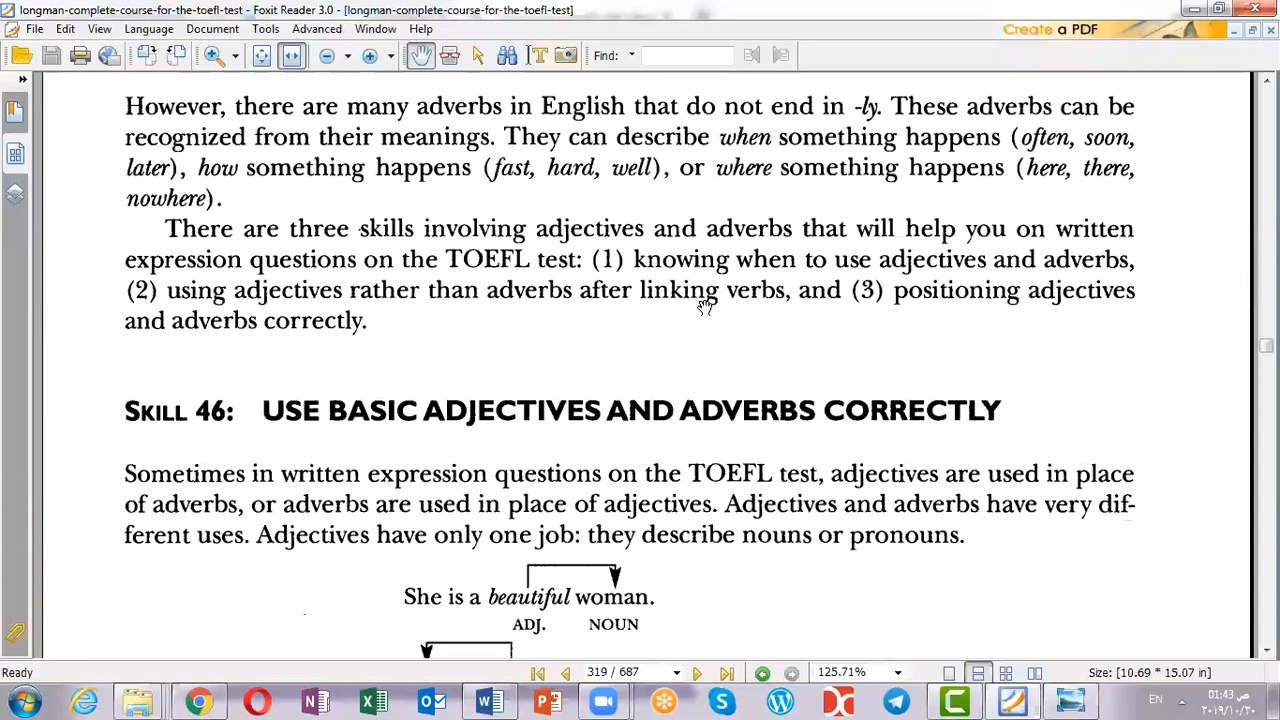 longman-complete-course-for-the-toefl-test - Foxit Reader 3.0 - [longman-complete-course-for-the-toefl-test]
File Edit View Language Document Tools Advanced Window Help
Create a PDF
Find:
However, there are many adverbs in English that do not end in -ly. These adverbs can be
recognized from their meanings. They can describe when something happens (often, soon,
later), how something happens (fast, hard, well), or where something happens (here, there,
nowhere).
There are three skills involving adjectives and adverbs that will help you on written
expression questions on the TOEFL test: (1) knowing when to use adjectives and adverbs,
(2) using adjectives rather than adverbs after linking verbs, and (3) positioning adjectives
and adverbs correctly.
SKILL 46: USE BASIC ADJECTIVES AND ADVERBS CORRECTLY
Sometimes in written expression questions on the TOEFL test, adjectives are used in place
of adverbs, or adverbs are used in place of adjectives. Adjectives and adverbs have very dif-
ferent uses. Adjectives have only one job: they describe nouns or pronouns.
She is a beautiful woman.
ADJ. NOUN
Ready 319 / 687 125.71% Size: [10.69 * 15.07 in]
EN 01:43 ص
٢٠١٩/١٠/٢٠